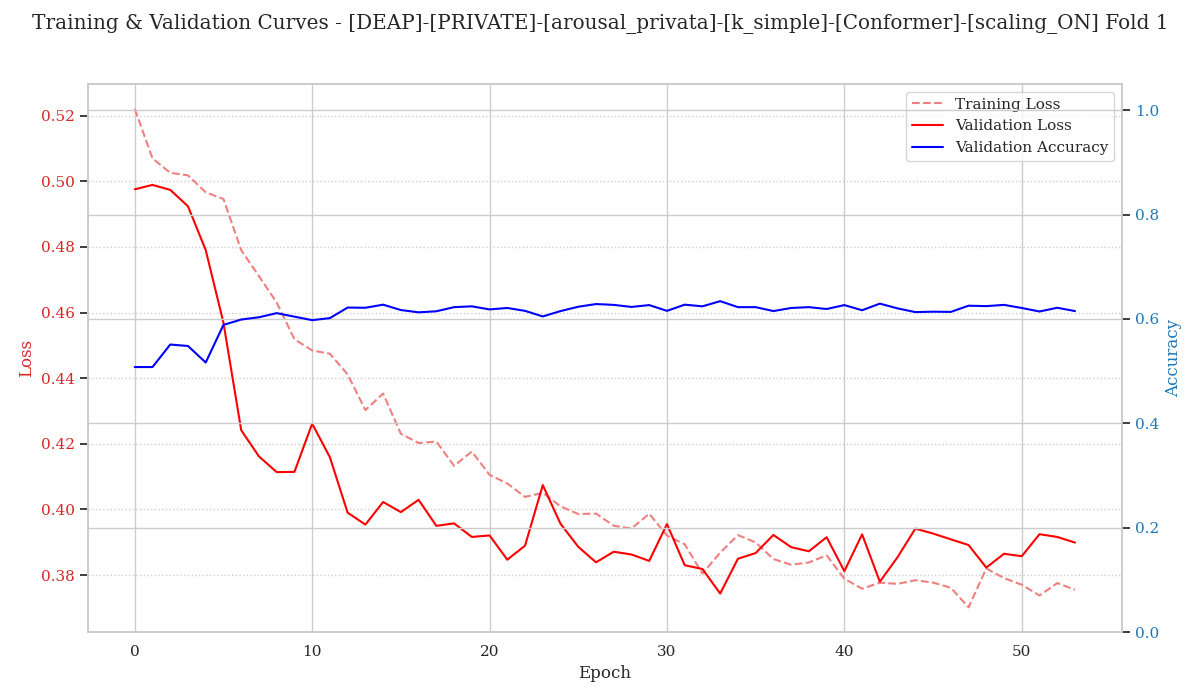 Training & Validation Curves - [DEAP]-[PRIVATE]-[arousal_privata]-[k_simple]-[Conformer]-[scaling_ON] Fold 1
Training Loss
Validation Loss
Validation Accuracy
0.52
0.50
0.48
0.46
0.44
0.42
0.40
0.38
Loss
1.0
0.8
0.6
0.4
0.2
0.0
Accuracy
0
10
20
30
40
50
Epoch